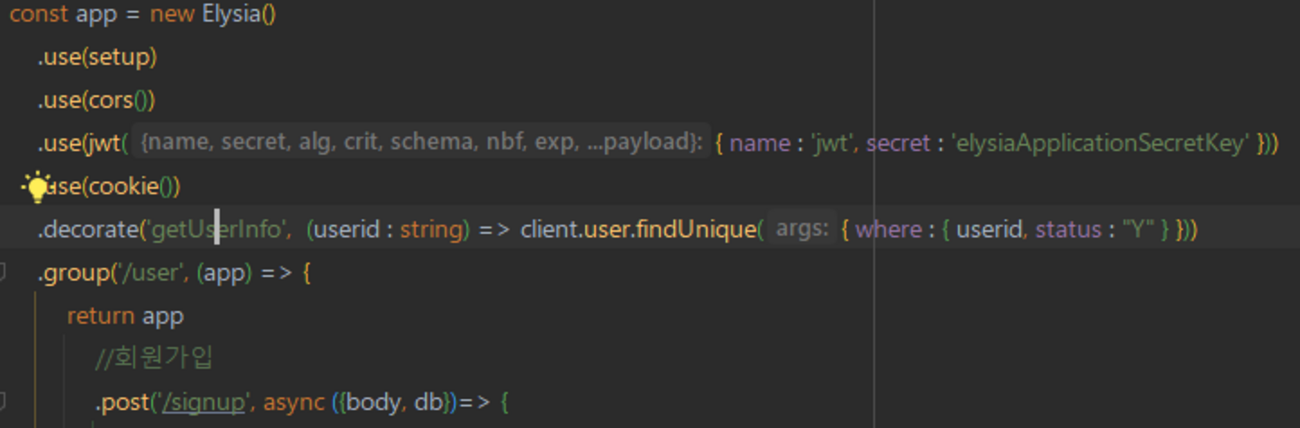 const app = new Elysia()
.use(setup)
.use(cors())
.use(jwt( {name, secret, alg, crit, schema, nbf, exp, ...payload}: { name : 'jwt', secret : 'elysiaApplicationSecretKey' }))
use(cookie())
.decorate('getUserInfo', (userid : string) => client.user.findUnique( args: { where : { userid, status : "Y" } }))
.group('/user', (app) => {
return app
//회원가입
.post('/signup', async ({body, db})=> {